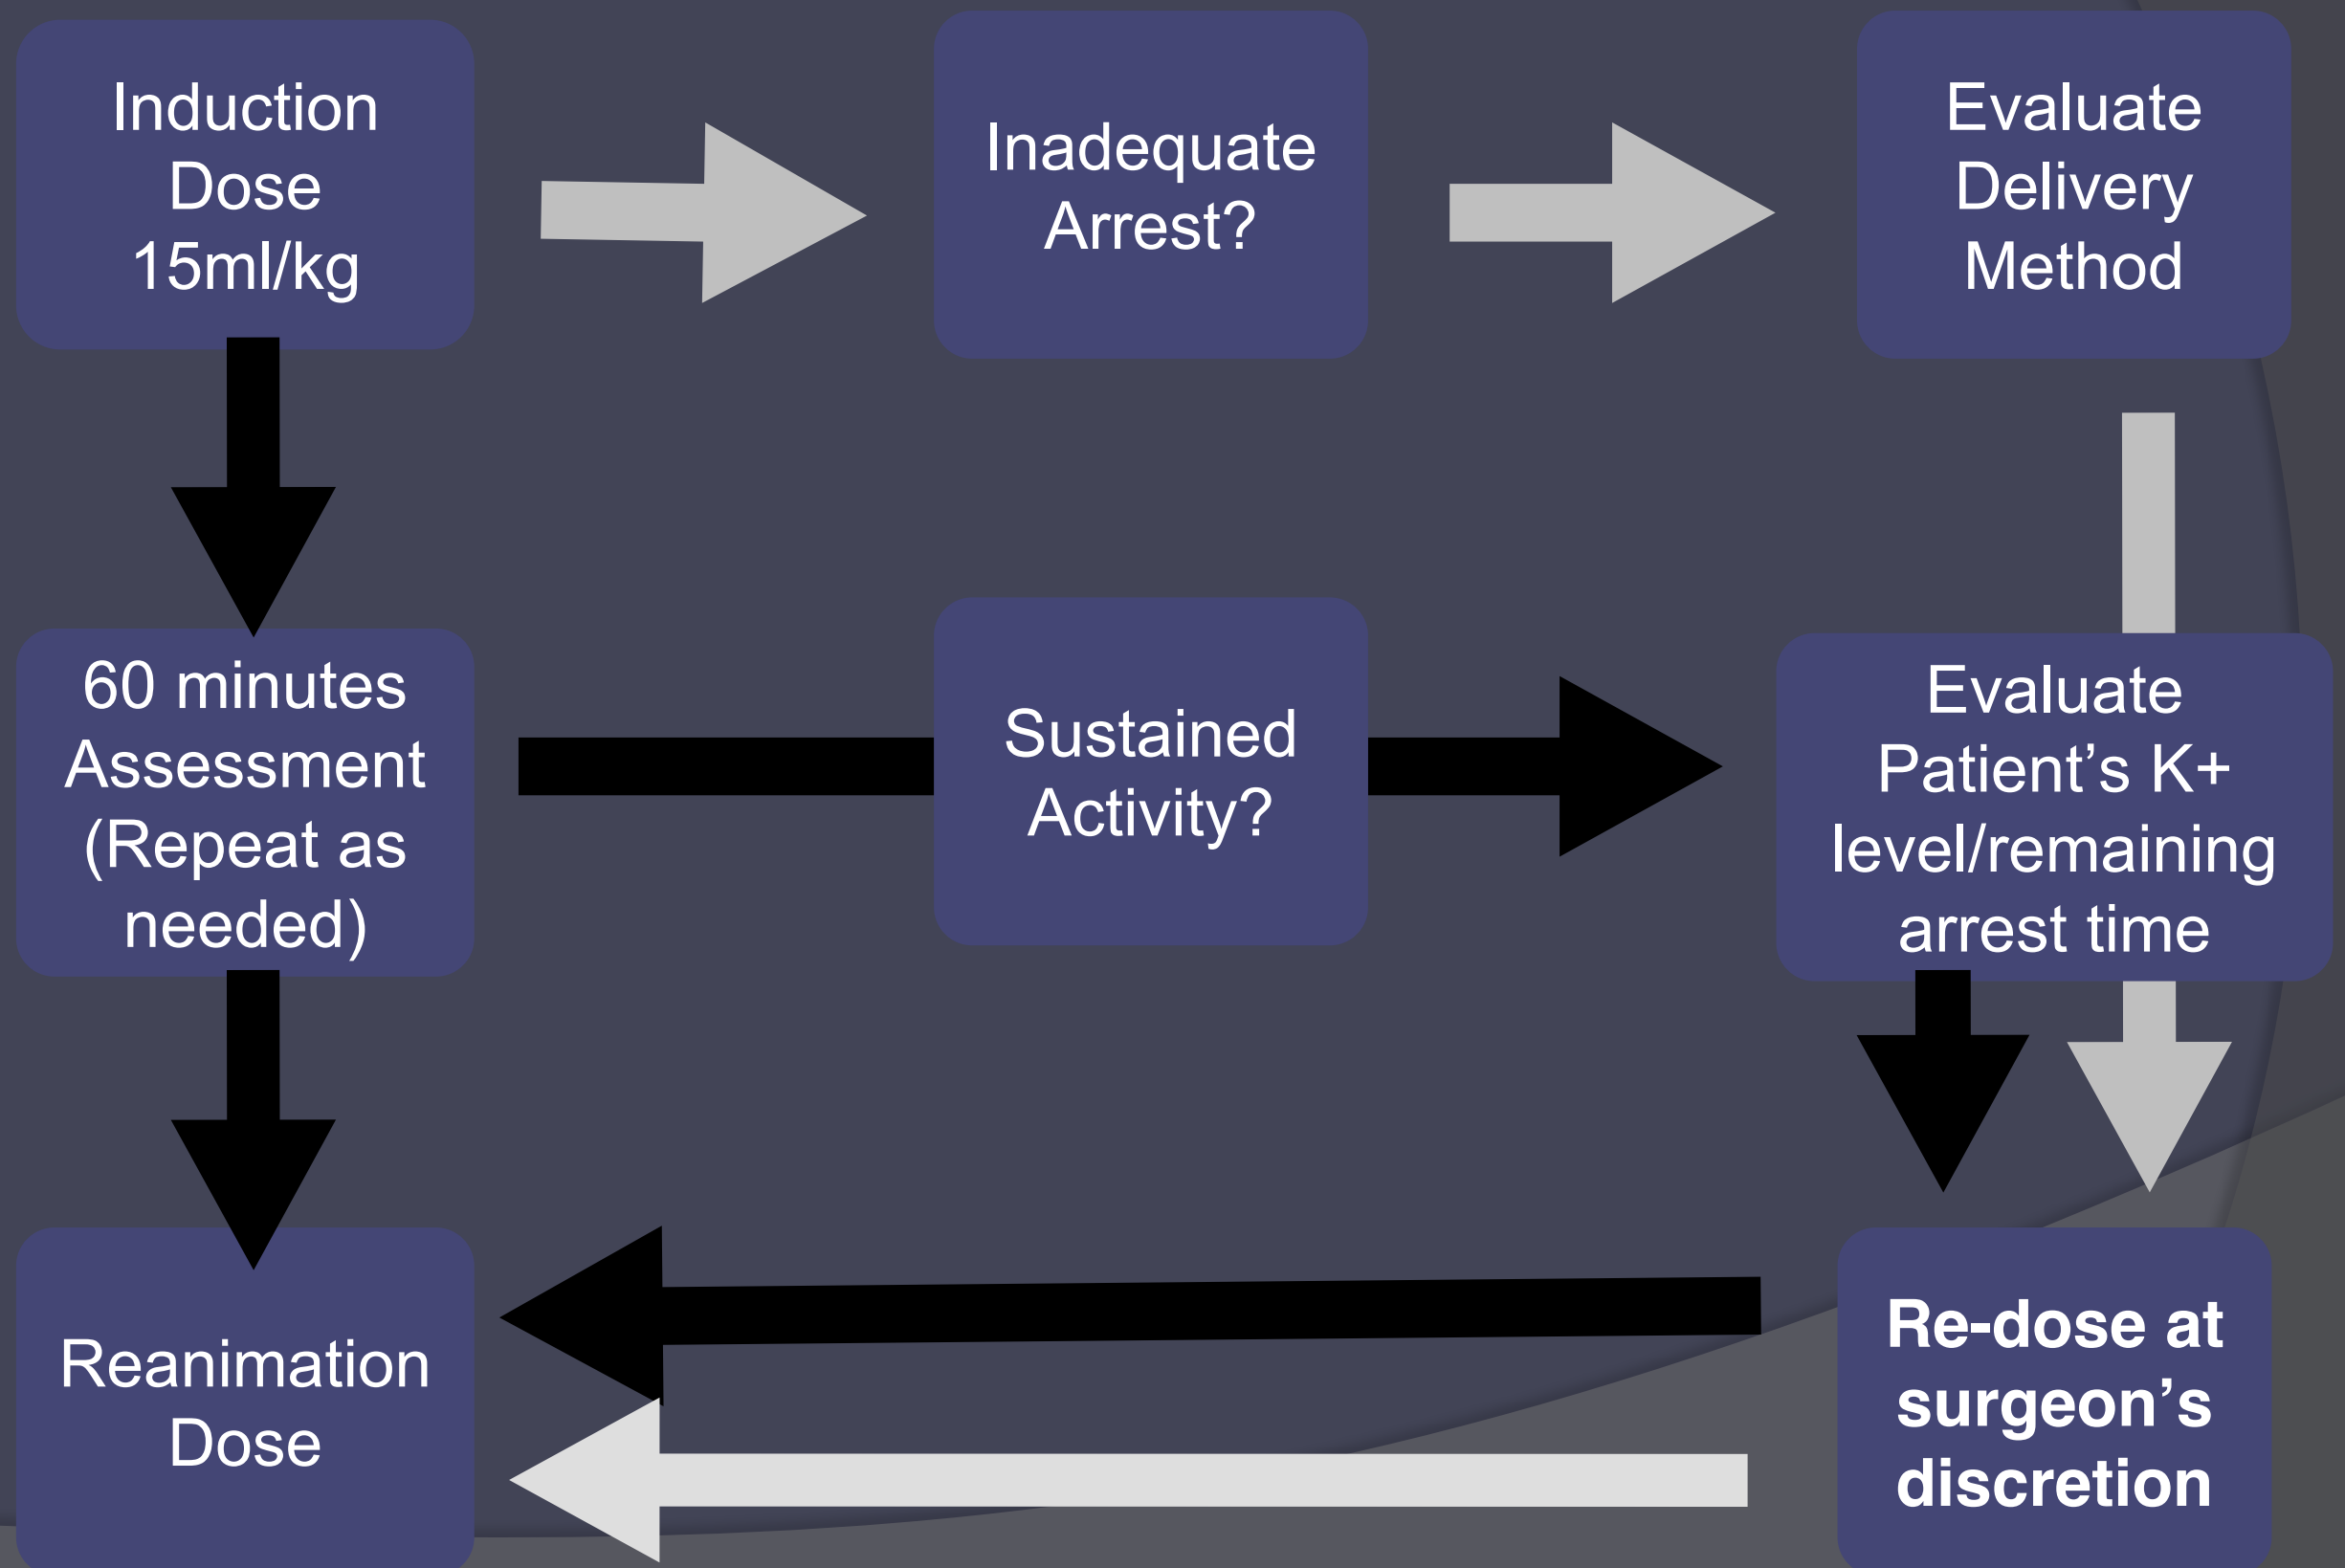 Induction
Dose
15ml/kg
Inadequate
Arrest?
Evaluate
Delivery
Method
60 minutes
Assessment
(Repeat as
needed)
Sustained
Activity?
Evaluate
Patient’s K+
level/remaining
arrest time
Reanimation
Dose
Re-dose at
surgeon’s
discretion